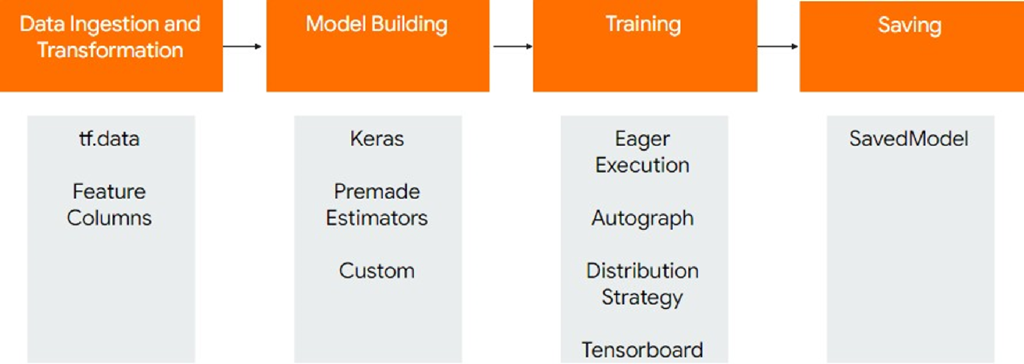 Data Ingestion and
Transformation
Model Building
Training
Saving
tf.data
Feature
Columns
Keras
Premade
Estimators
Custom
Eager
Execution
Autograph
Distribution
Strategy
Tensorboard
SavedModel